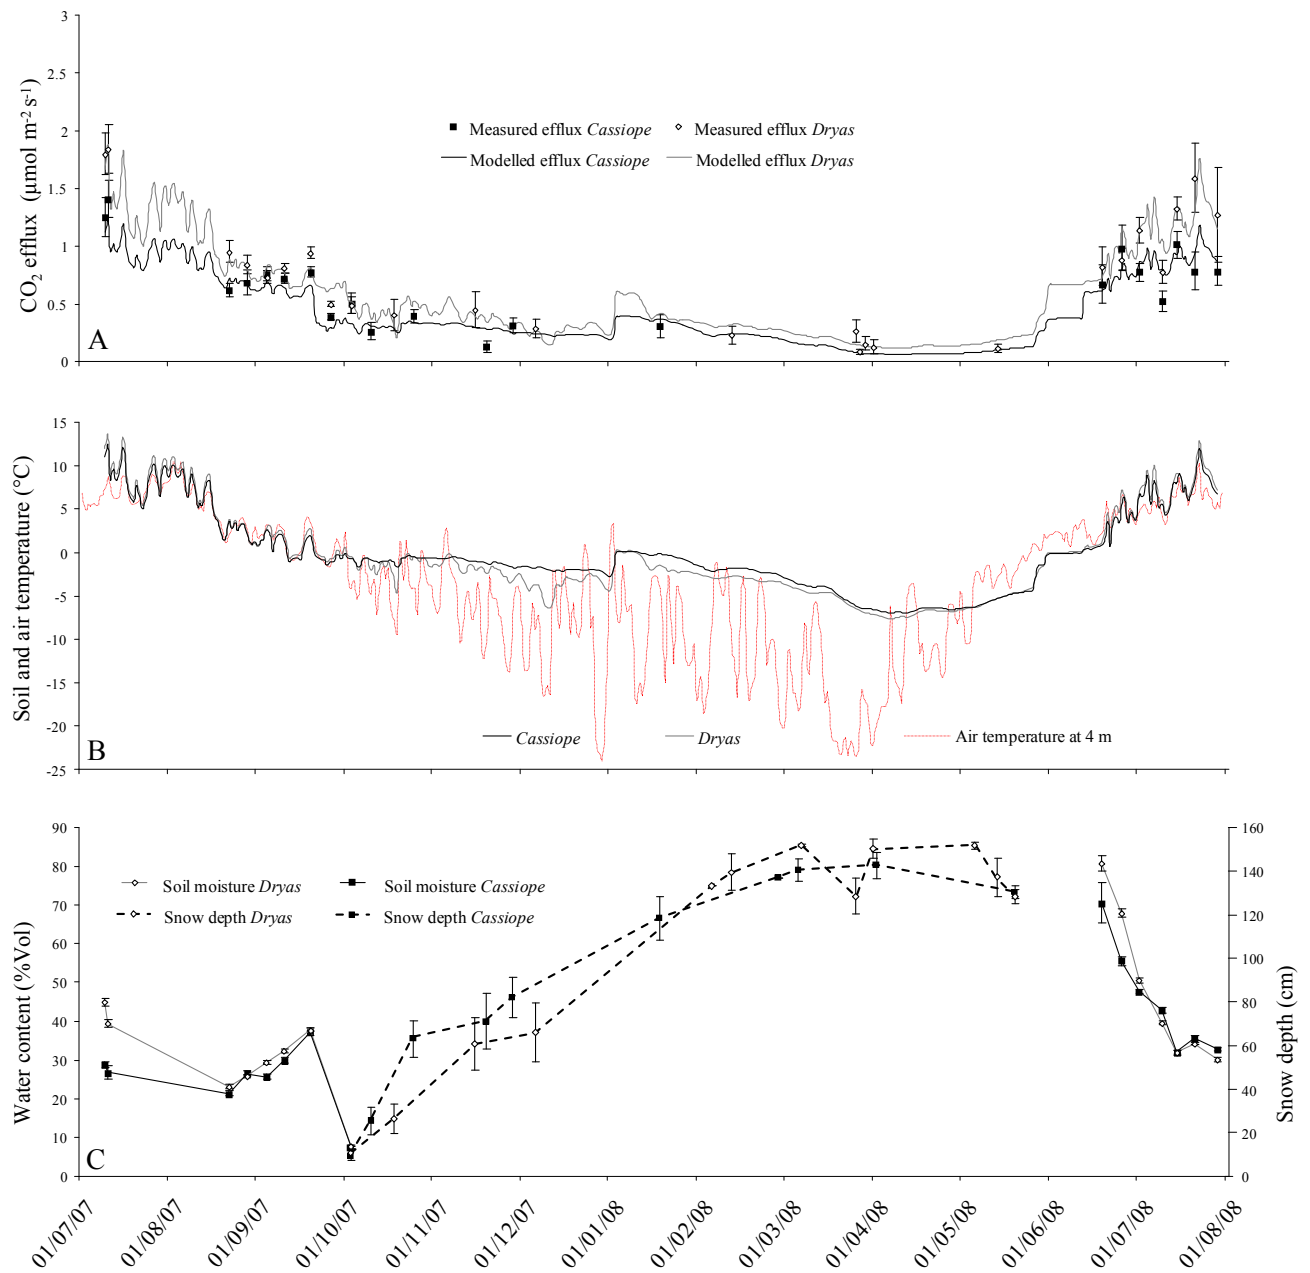 3
2.5
2
1.5
1
0.5
0
CO2 efflux (µmol m-2 s-1)
Measured efflux Cassiope
Measured efflux Dryas
Modelled efflux Cassiope
Modelled efflux Dryas
A
15
10
5
0
-5
-10
-15
-20
-25
Soil and air temperature (°C)
Cassiope
Dryas
Air temperature at 4 m
B
90
80
70
60
50
40
30
20
10
0
Water content (%Vol)
Soil moisture Dryas
Soil moisture Cassiope
Snow depth Dryas
Snow depth Cassiope
C
160
140
120
100
80
60
40
20
0
Snow depth (cm)
01/07/07
01/08/07
01/09/07
01/10/07
01/11/07
01/12/07
01/01/08
01/02/08
01/03/08
01/04/08
01/05/08
01/06/08
01/07/08
01/08/08